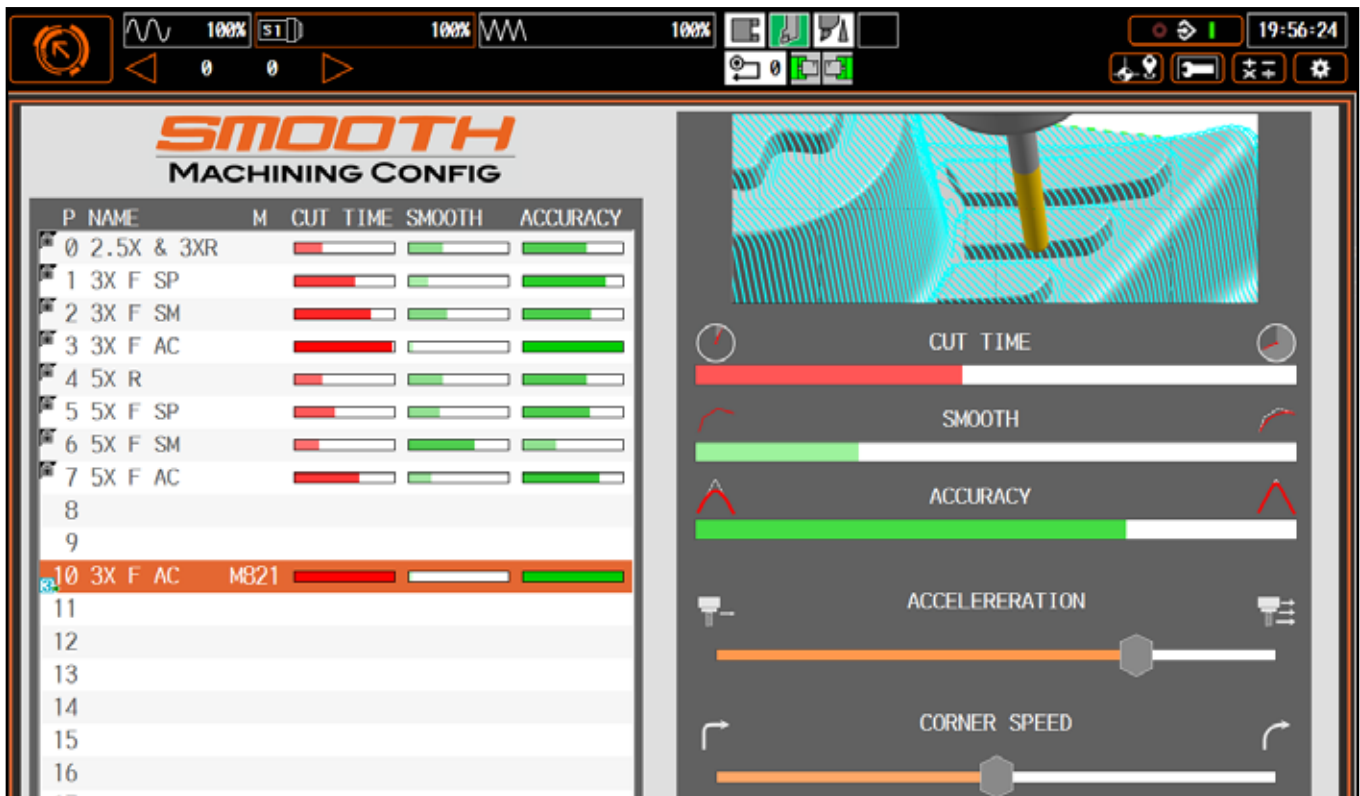 100% S1 100% 100% 19:56:24
0 0 0
SMOOTH
MACHINING CONFIG
P NAME M CUT TIME SMOOTH ACCURACY
0 2.5X & 3XR
1 3X F SP
2 3X F SM
3 3X F AC
4 5X R
5 5X F SP
6 5X F SM
7 5X F AC
8
9
10 3X F AC M821
11
12
13
14
15
16
CUT TIME
SMOOTH
ACCURACY
ACCELERERATION
CORNER SPEED